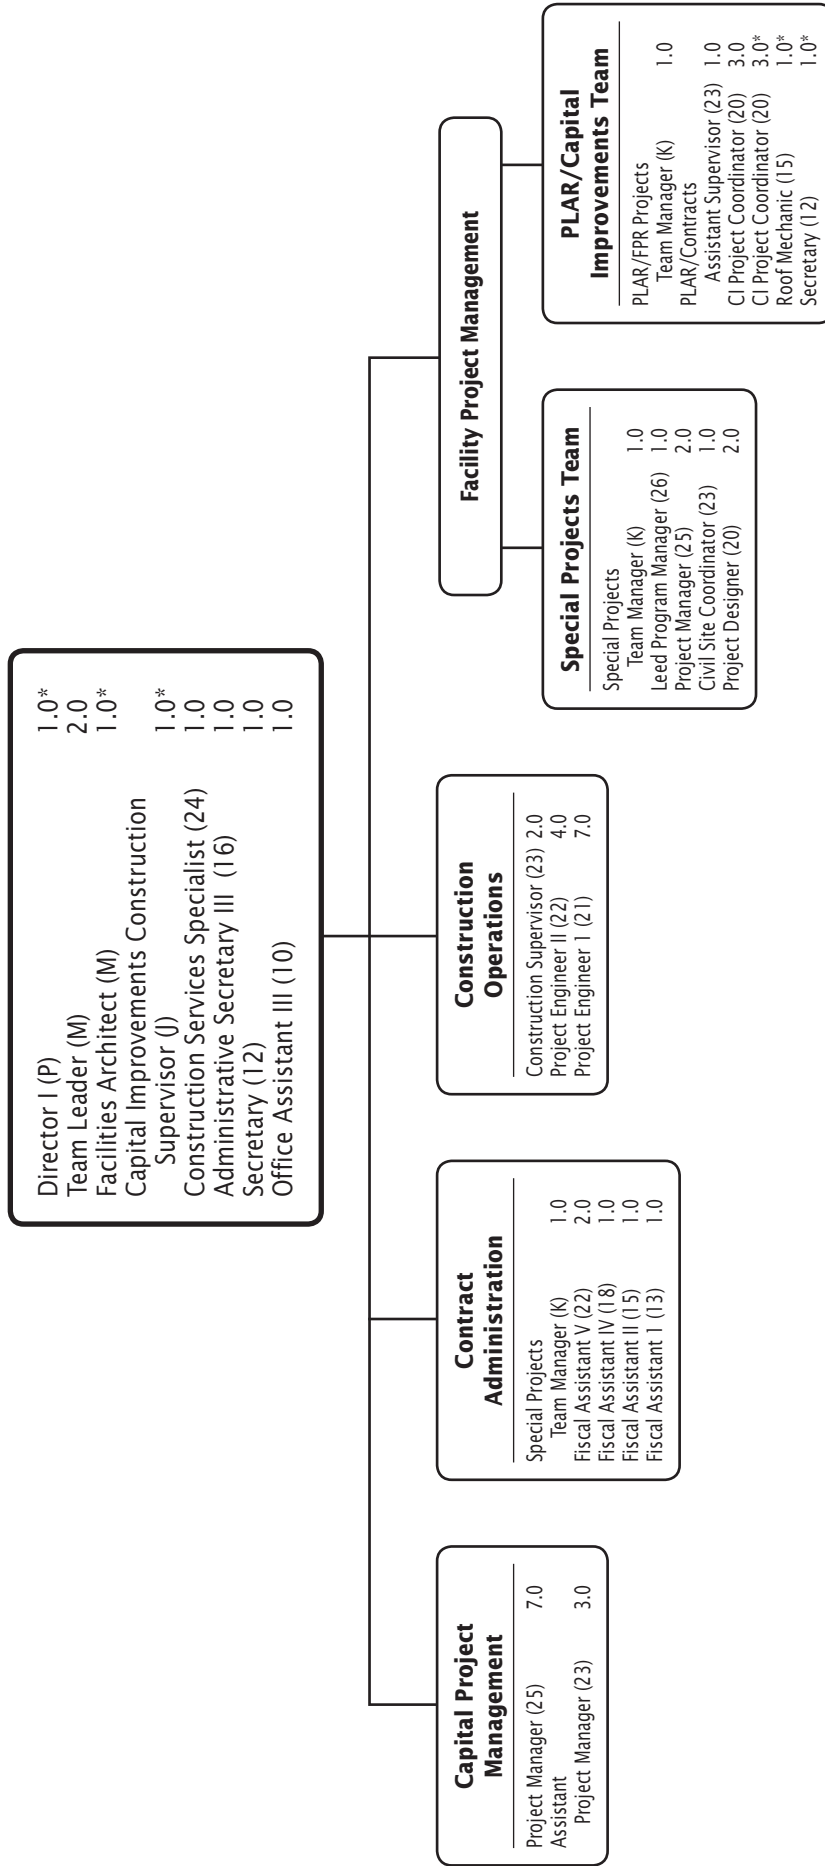 Director I (P) 1.0*
Team Leader (M) 2.0
Facilities Architect (M) 1.0*
Capital Improvements Construction
Supervisor (J) 1.0*
Construction Services Specialist (24) 1.0
Administrative Secretary III (16) 1.0
Secretary (12) 1.0
Office Assistant III (10) 1.0
Capital Project
Management
Project Manager (25) 7.0
Assistant
Project Manager (23) 3.0
Contract
Administration
Special Projects
Team Manager (K) 1.0
Fiscal Assistant V (22) 2.0
Fiscal Assistant IV (18) 1.0
Fiscal Assistant II (15) 1.0
Fiscal Assistant 1 (13) 1.0
Construction
Operations
Construction Supervisor (23) 2.0
Project Engineer II (22) 4.0
Project Engineer 1 (21) 7.0
Facility Project Management
Special Projects Team
Special Projects
Team Manager (K) 1.0
Leed Program Manager (26) 1.0
Project Manager (25) 2.0
Civil Site Coordinator (23) 1.0
Project Designer (20) 2.0
PLAR/Capital
Improvements Team
PLAR/FPR Projects
Team Manager (K) 1.0
PLAR/Contracts
Assistant Supervisor (23) 1.0
CI Project Coordinator (20) 3.0
CI Project Coordinator (20) 3.0*
Roof Mechanic (15) 1.0*
Secretary (12) 1.0*